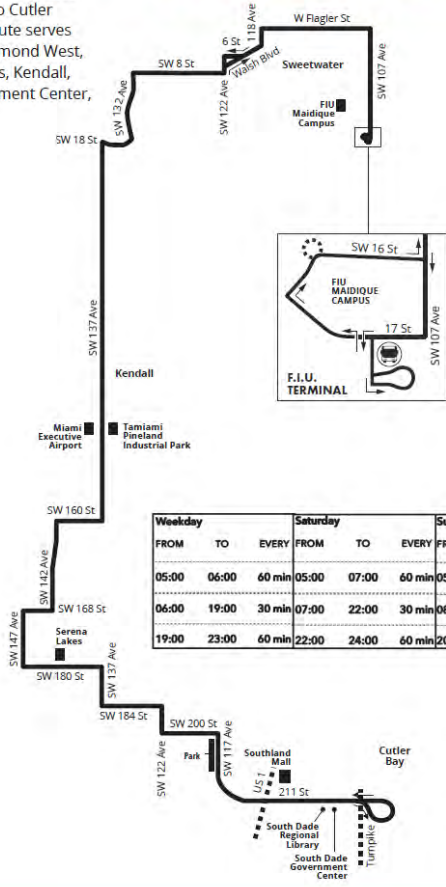 o Cutler
ute serves
mond West,
s, Kendall,
ment Center,
W Flagler St
118 Ave
6 St
Walsh Blvd
SW 8 St
SW 122 Ave
Sweetwater
SW 107 Ave
SW 132 Ave
FIU
Maidique
Campus
SW 18 St
SW 16 St
FIU
MAIDIQUE
CAMPUS
17 St
SW 107 Ave
F.I.U.
TERMINAL
SW 137 Ave
Kendall
Miami
Executive
Airport
Tamiami
Pineland
Industrial Park
SW 160 St
Weekday Saturday Su
FROM TO EVERY FROM TO EVERY FR
05:00 06:00 60 min 05:00 07:00 60 min 05
06:00 19:00 30 min 07:00 22:00 30 min 08
19:00 23:00 60 min 22:00 24:00 60 min 20
SW 142 Ave
SW 168 St
SW 147 Ave
Serena
Lakes
SW 180 St
SW 137 Ave
SW 184 St
SW 122 Ave
SW 200 St
Park
SW 117 Ave
Southland
Mall
Cutler
Bay
US 1
211 St
South Dade
Regional
Library
South Dade
Government
Center
Turnpike